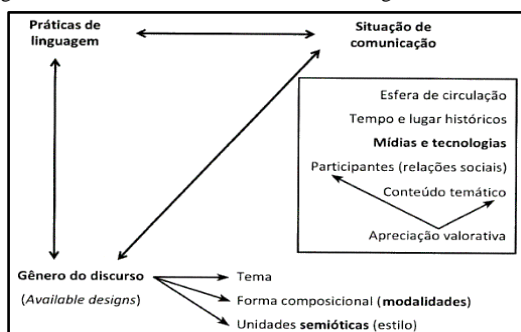 Práticas de
linguagem
Situação de
comunicação
Esfera de circulação
Tempo e lugar históricos
Mídias e tecnologias
Participantes (relações sociais)
Conteúdo temático
Apreciação valorativa
Gênero do discurso
(Available designs)
Tema
Forma composicional (modalidades)
Unidades semióticas (estilo)